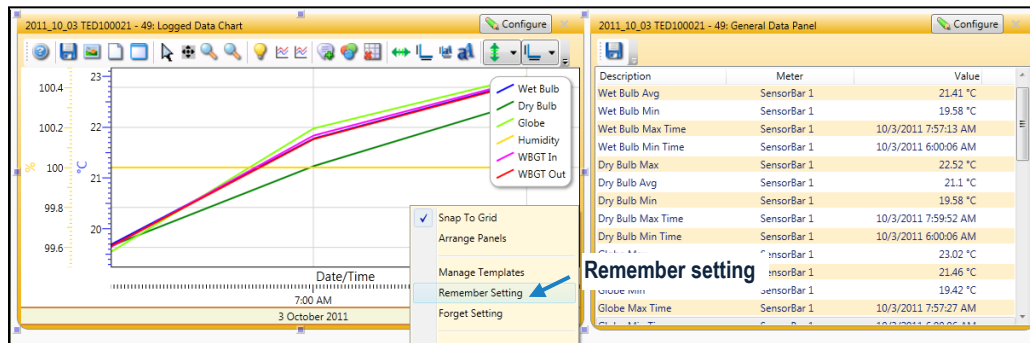 2011_10_03 TED100021 - 49: Logged Data Chart
Configure
100.4
100.2
100
99.8
99.6
%
23
22
21
20
°C
Wet Bulb
Dry Bulb
Globe
Humidity
WBGT In
WBGT Out
Date/Time
7:00 AM
3 October 2011
Snap To Grid
Arrange Panels
Manage Templates
Remember Setting
Forget Setting
Remember setting
2011_10_03 TED100021 - 49: General Data Panel
Configure
Description Meter Value
Wet Bulb Avg SensorBar 1 21.41 °C
Wet Bulb Min SensorBar 1 19.58 °C
Wet Bulb Max Time SensorBar 1 10/3/2011 7:57:13 AM
Wet Bulb Min Time SensorBar 1 10/3/2011 6:00:06 AM
Dry Bulb Max SensorBar 1 22.52 °C
Dry Bulb Avg SensorBar 1 21.1 °C
Dry Bulb Min SensorBar 1 19.58 °C
Dry Bulb Max Time SensorBar 1 10/3/2011 7:59:52 AM
Dry Bulb Min Time SensorBar 1 10/3/2011 6:00:06 AM
SensorBar 1 23.02 °C
21.46 °C
Globe Min SensorBar 1 19.42 °C
Globe Max Time SensorBar 1 10/3/2011 7:57:27 AM